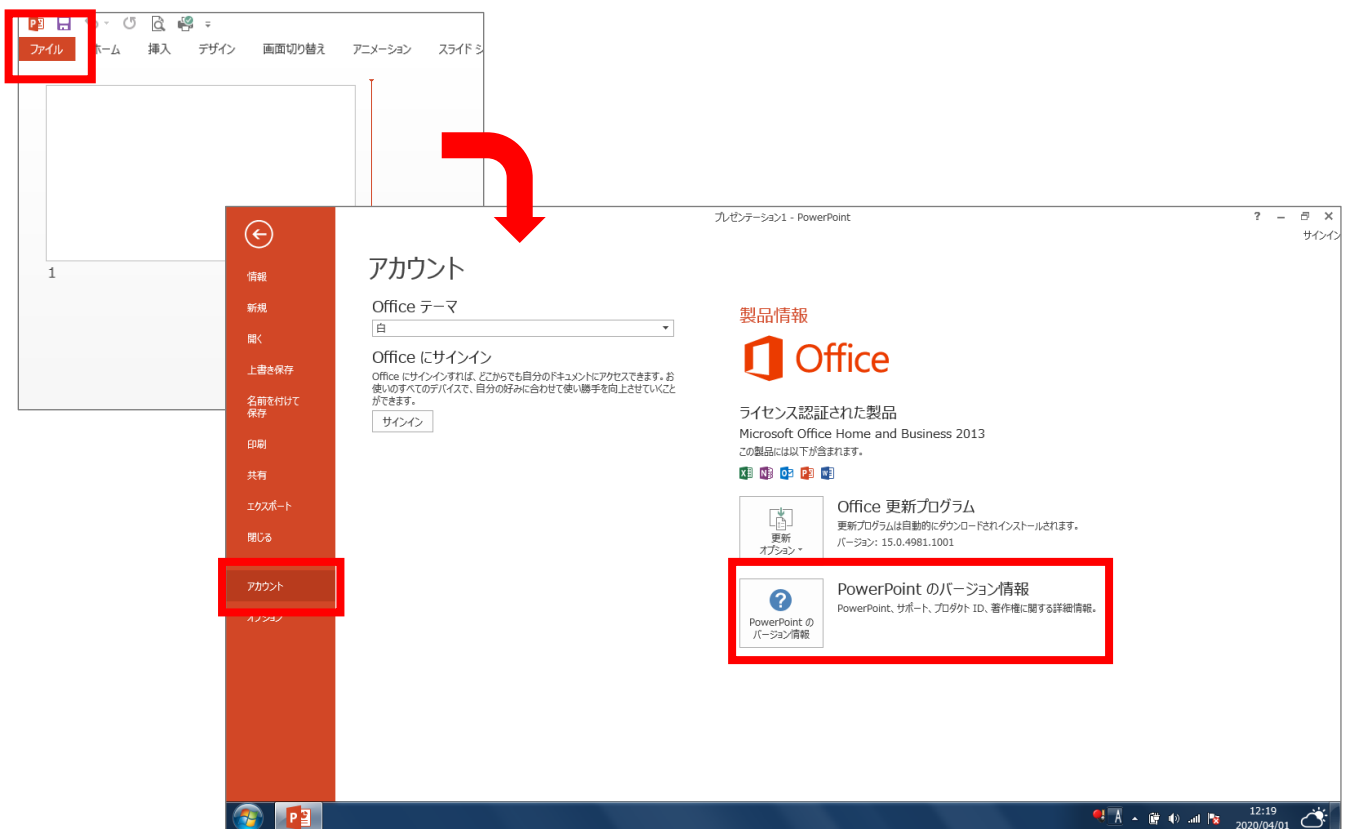 ファイル
ホーム
挿入
デザイン
画面切り替え
アニメーション
スライド シ
1
プレゼンテーション1 - PowerPoint
?
サインイン
情報
新規
開く
上書き保存
名前を付けて
保存
印刷
共有
エクスポート
閉じる
アカウント
オプション
アカウント
Office テーマ
白
Office にサインイン
Office にサインインすれば、どこからでも自分のドキュメントにアクセスできます。お
使いのすべてのデバイスで、自分の好みに合わせて使い勝手を向上させていくこと
ができます。
サインイン
製品情報
Office
ライセンス認証された製品
Microsoft Office Home and Business 2013
この製品には以下が含まれます。
更新
オプション
Office 更新プログラム
更新プログラムは自動的にダウンロードされインストールされます。
バージョン: 15.0.4981.1001
PowerPoint の
バージョン情報
PowerPoint のバージョン情報
PowerPoint、サポート、プロダクト ID、著作権に関する詳細情報。
A
12:19
2020/04/01